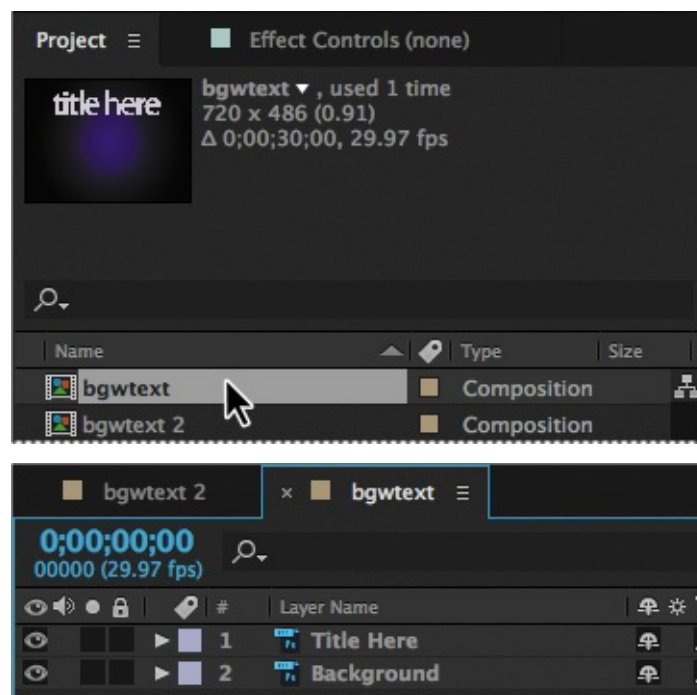 Project Effect Controls (none)
title here
bgwtext , used 1 time
720 x 486 (0.91)
Δ 0;00;30;00, 29.97 fps
Name Type Size
bgwtext Composition
bgwtext 2 Composition
bgwtext 2 × bgwtext
0;00;00;00
00000 (29.97 fps)
# Layer Name
1 Title Here
2 Background